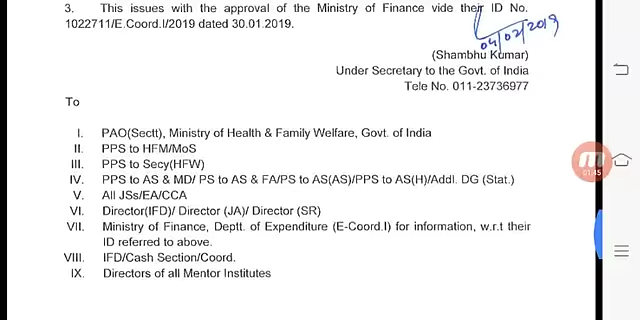 3. This issues with the approval of the Ministry of Finance vide their ID No.
1022711/E.Coord.I/2019 dated 30.01.2019.
04/02/2019
(Shambhu Kumar)
Under Secretary to the Govt. of India
Tele No. 011-23736977
To
I. PAO(Sectt), Ministry of Health & Family Welfare, Govt. of India
II. PPS to HFM/MoS
III. PPS to Secy(HFW)
IV. PPS to AS & MD/ PS to AS & FA/PS to AS(AS)/PPS to AS(H)/Addl. DG (Stat.)
V. All JSs/EA/CCA
VI. Director(IFD)/ Director (JA)/ Director (SR)
VII. Ministry of Finance, Deptt. of Expenditure (E-Coord.I) for information, w.r.t their
ID referred to above.
VIII. IFD/Cash Section/Coord.
IX. Directors of all Mentor Institutes
01:45